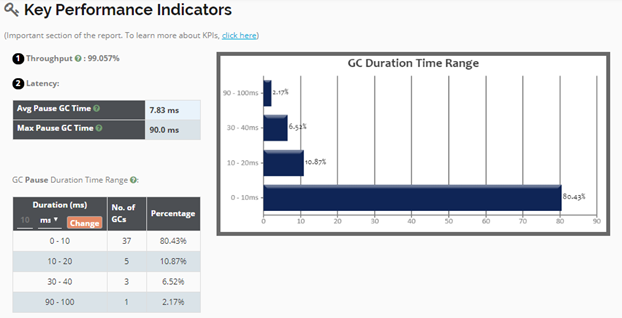 Key Performance Indicators
(Important section of the report. To learn more about KPIs, click here)
1 Throughput ? : 99.057%
2 Latency:
Avg Pause GC Time ? 7.83 ms
Max Pause GC Time ? 90.0 ms
GC Pause Duration Time Range ?:
Duration (ms) No. of GCs Percentage
10 ms ▼ Change
0 - 10 37 80.43%
10 - 20 5 10.87%
30 - 40 3 6.52%
90 - 100 1 2.17%
GC Duration Time Range
90 - 100ms 2.17%
30 - 40ms 6.52%
10 - 20ms 10.87%
0 - 10ms 80.43%
0 10 20 30 40 50 60 70 80 90